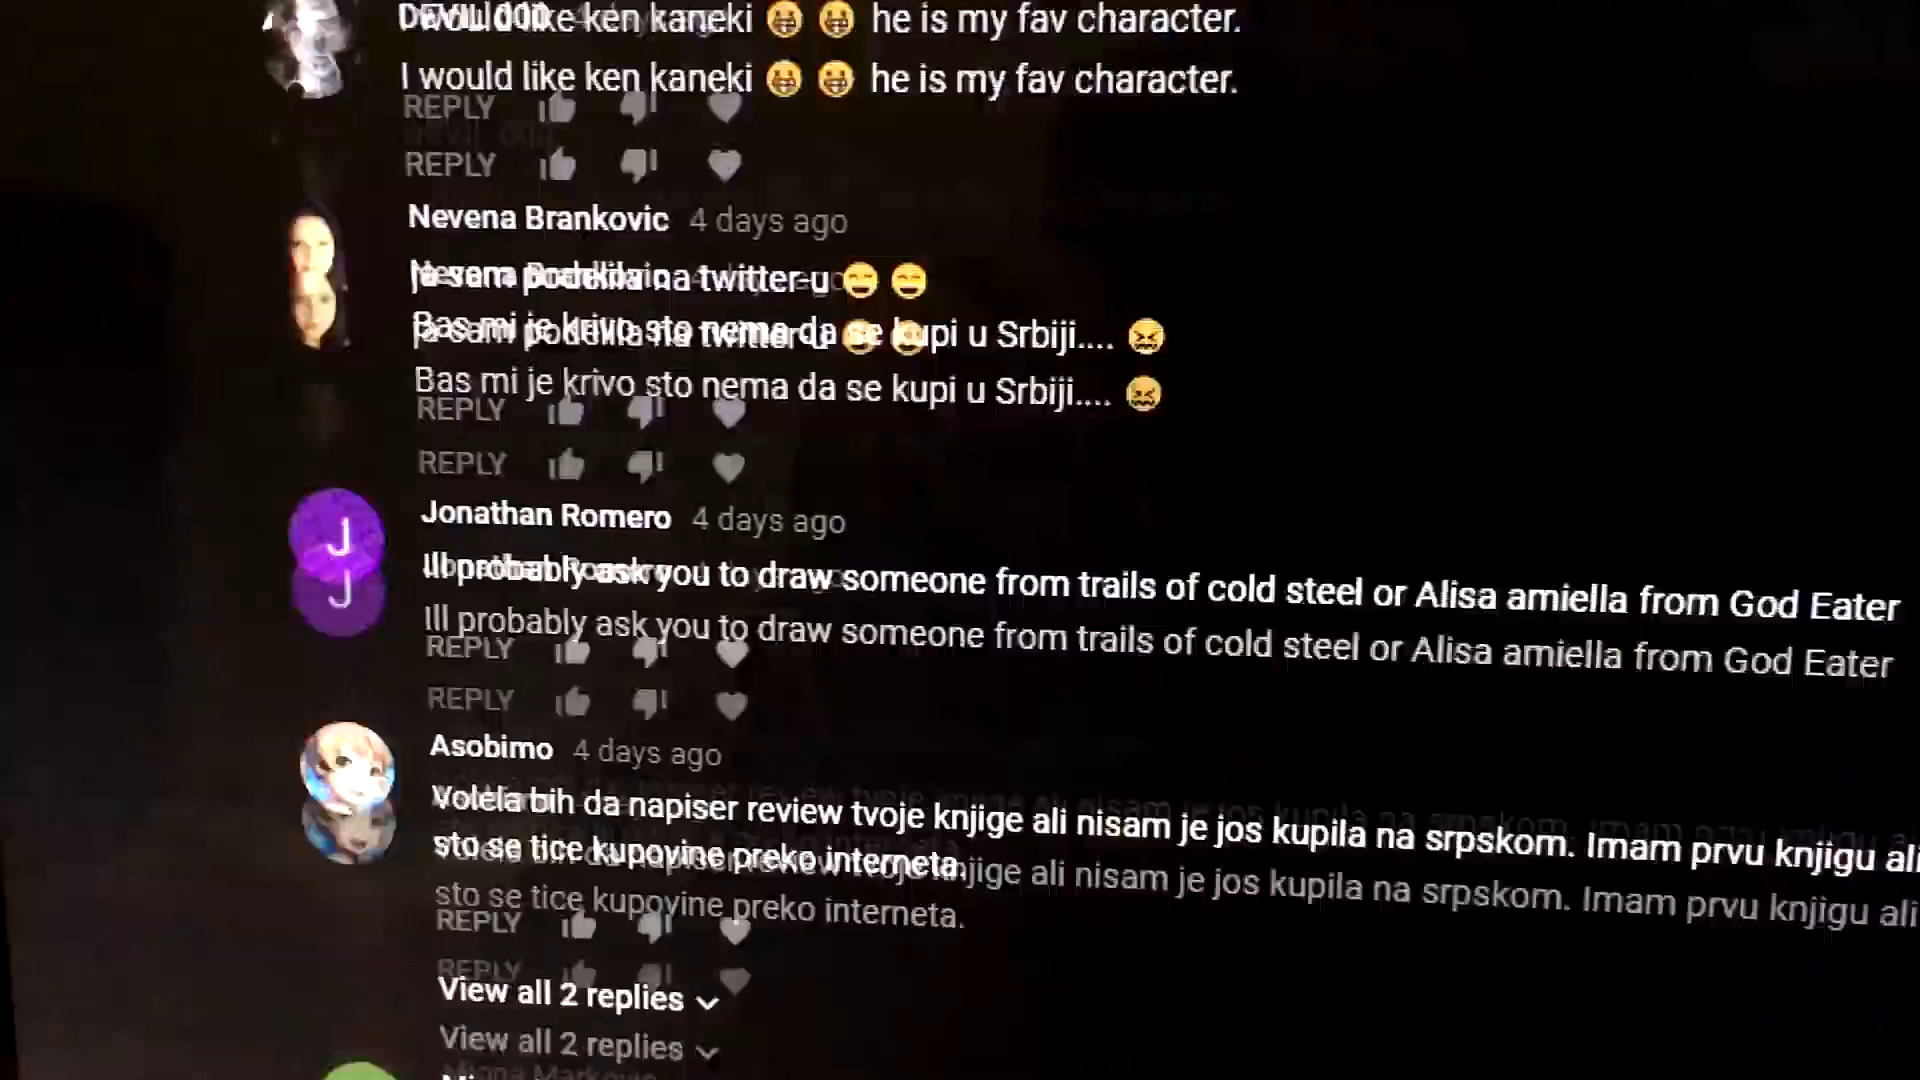 I would like ken kaneki 😁 😁 he is my fav character.
REPLY
Nevena Brankovic 4 days ago
ja sam podelila na twitter-u 😄 😄
Bas mi je krivo sto nema da se kupi u Srbiji.... 😖
REPLY
J
Jonathan Romero 4 days ago
Ill probably ask you to draw someone from trails of cold steel or Alisa amiella from God Eater
REPLY
Asobimo 4 days ago
Volela bih da napiser review tvoje knjige ali nisam je jos kupila na srpskom. Imam prvu knjigu ali
sto se tice kupovine preko interneta.
REPLY
View all 2 replies